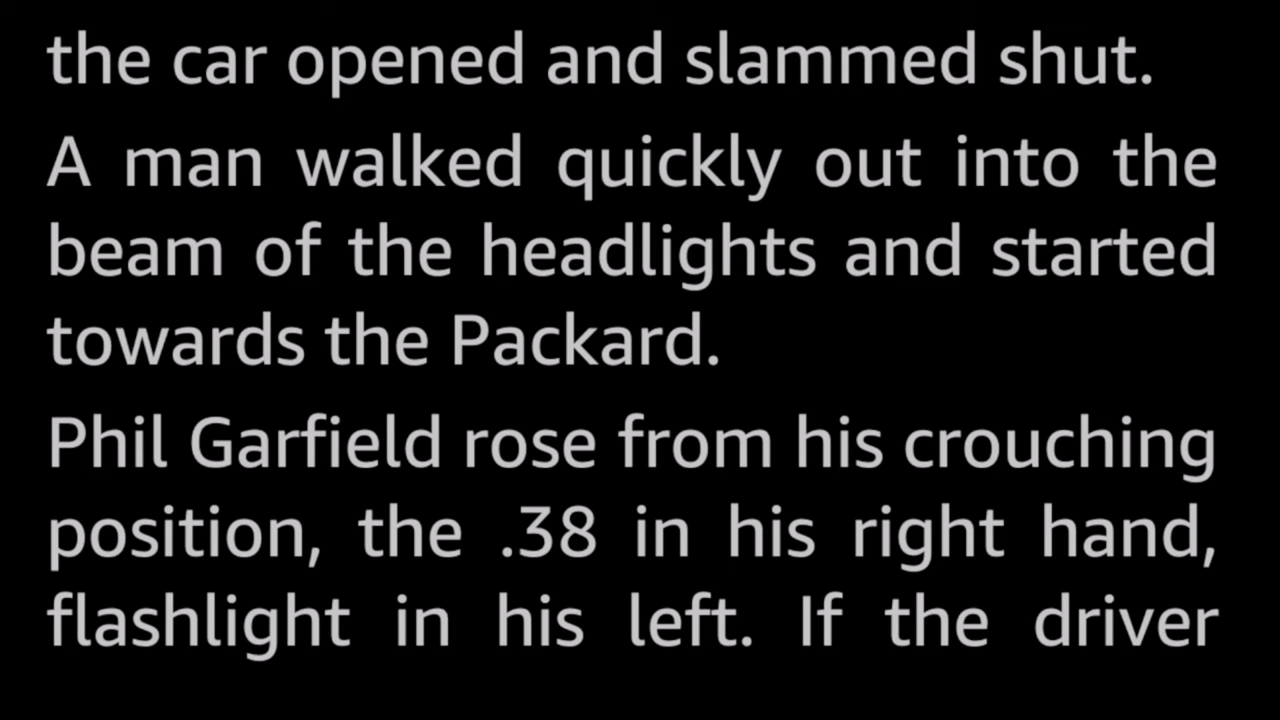 the car opened and slammed shut.
A man walked quickly out into the
beam of the headlights and started
towards the Packard.
Phil Garfield rose from his crouching
position, the .38 in his right hand,
flashlight in his left. If the driver